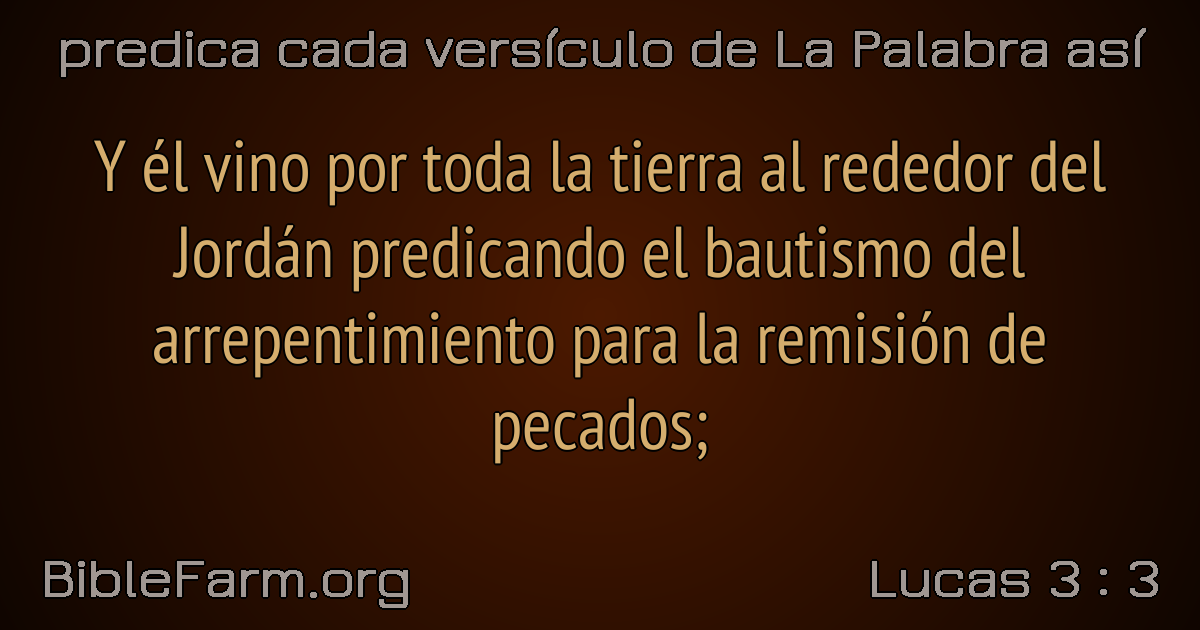 predica cada versículo de La Palabra así
Y él vino por toda la tierra al rededor del
Jordán predicando el bautismo del
arrepentimiento para la remisión de
pecados;
BibleFarm.org
Lucas 3 : 3